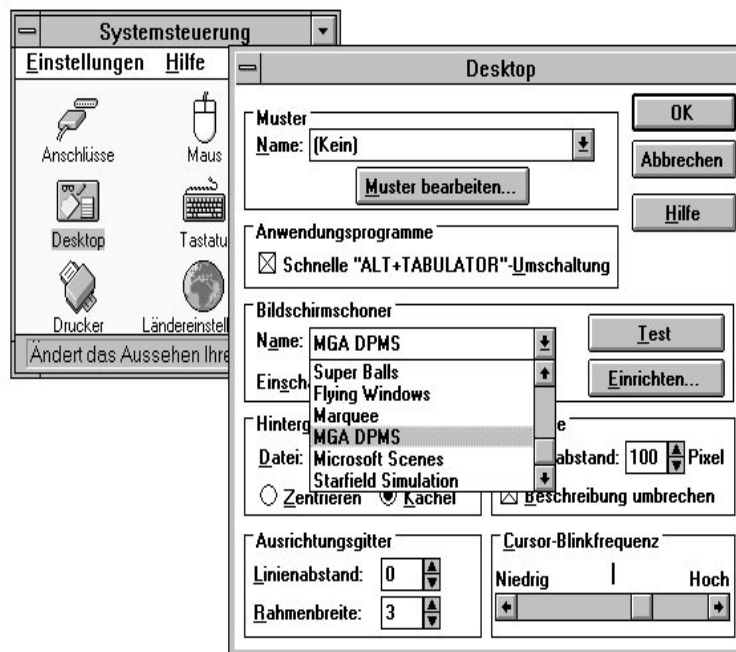 Systemsteuerung
Einstellungen Hilfe
Anschlüsse Maus
Desktop Tastatu
Drucker Ländereinstell
Ändert das Aussehen Ihre
Desktop
Muster
Name: (Kein)
Muster bearbeiten...
OK
Abbrechen
Hilfe
Anwendungsprogramme
Schnelle "ALT+TABULATOR"-Umschaltung
Bildschirmschoner
Name: MGA DPMS
Test
Einscha
Einrichten...
Super Balls
Flying Windows
Marquee
MGA DPMS
Microsoft Scenes
Starfield Simulation
Hinterg
Datei:
Zentrieren Kachel
e
abstand: 100 Pixel
Beschreibung umbrechen
Ausrichtungsgitter
Linienabstand: 0
Rahmenbreite: 3
Cursor-Blinkfrequenz
Niedrig Hoch